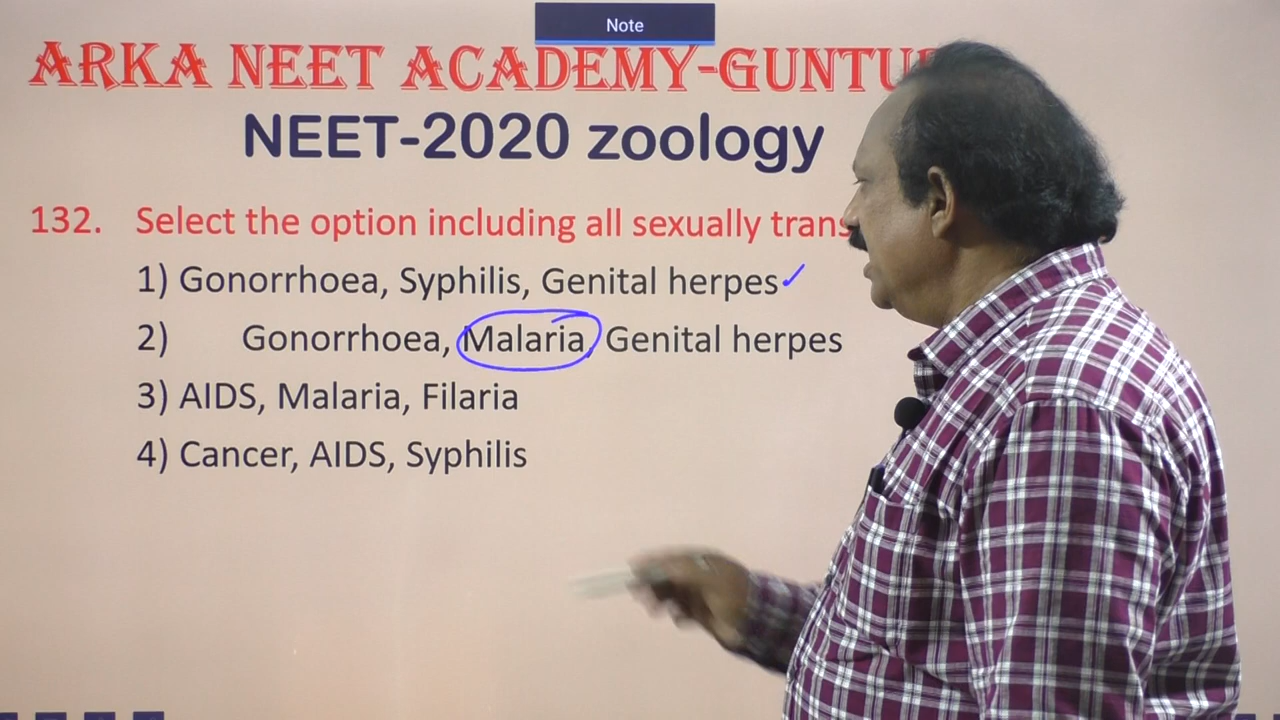 Note
ARKA NEET ACADEMY-GUNTU
NEET-2020 zoology
132. Select the option including all sexually trans
1) Gonorrhoea, Syphilis, Genital herpes
2) Gonorrhoea, Malaria, Genital herpes
3) AIDS, Malaria, Filaria
4) Cancer, AIDS, Syphilis